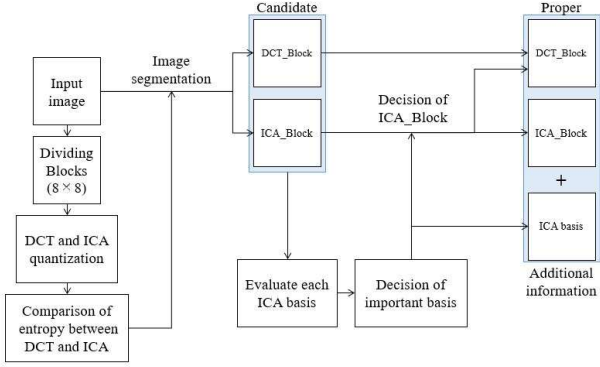 Candidate
Proper
Image
segmentation
DCT_Block
DCT_Block
Input
image
Decision of
ICA_Block
ICA_Block
ICA_Block
Dividing
Blocks
(8×8)
+
DCT and ICA
quantization
ICA basis
Evaluate each
ICA basis
Decision of
important basis
Additional
information
Comparison of
entropy between
DCT and ICA